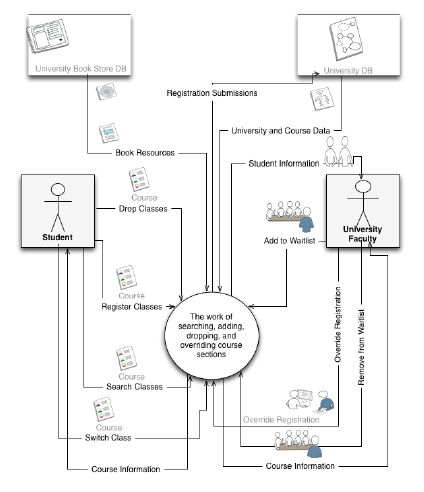 University Book Store DB
University DB
Registration Submissions
University and Course Data
Book Resources
Student Information
Course
Drop Classes
Student
University
Faculty
Add to Waitlist
Course
Register Classes
The work of
searching, adding,
dropping, and
overriding course
sections
Override Registration
Remove from Waitlist
Course
Search Classes
Course
Switch Class
Override Registration
Course Information
Course Information